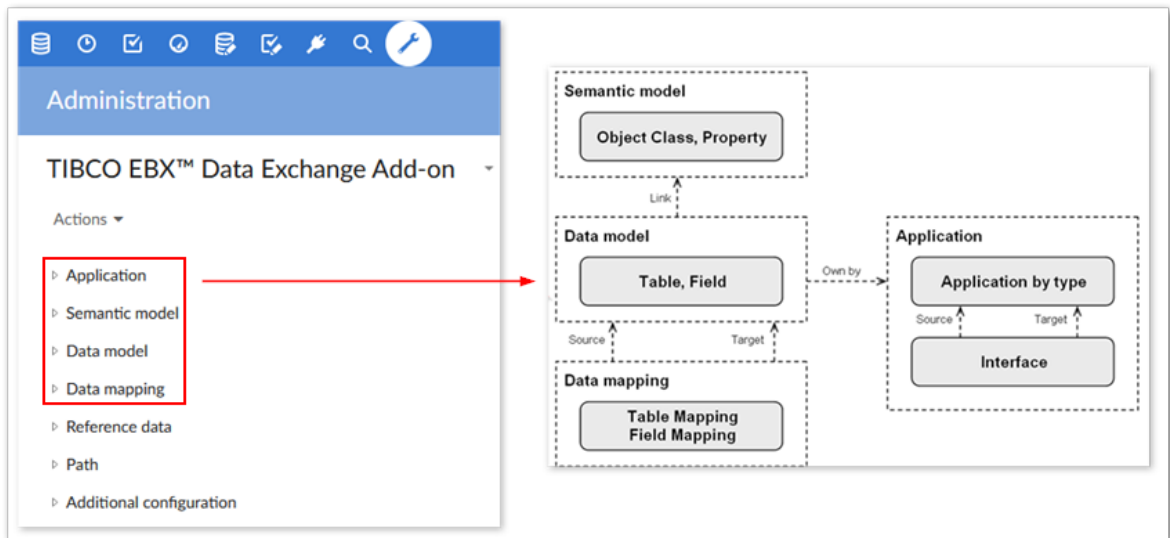 Administration
TIBCO EBX™ Data Exchange Add-on
Actions
Application
Semantic model
Data model
Data mapping
Reference data
Path
Additional configuration
Semantic model
Object Class, Property
Link
Data model
Table, Field
Own by
Application
Application by type
Source
Target
Interface
Source
Target
Data mapping
Table Mapping
Field Mapping